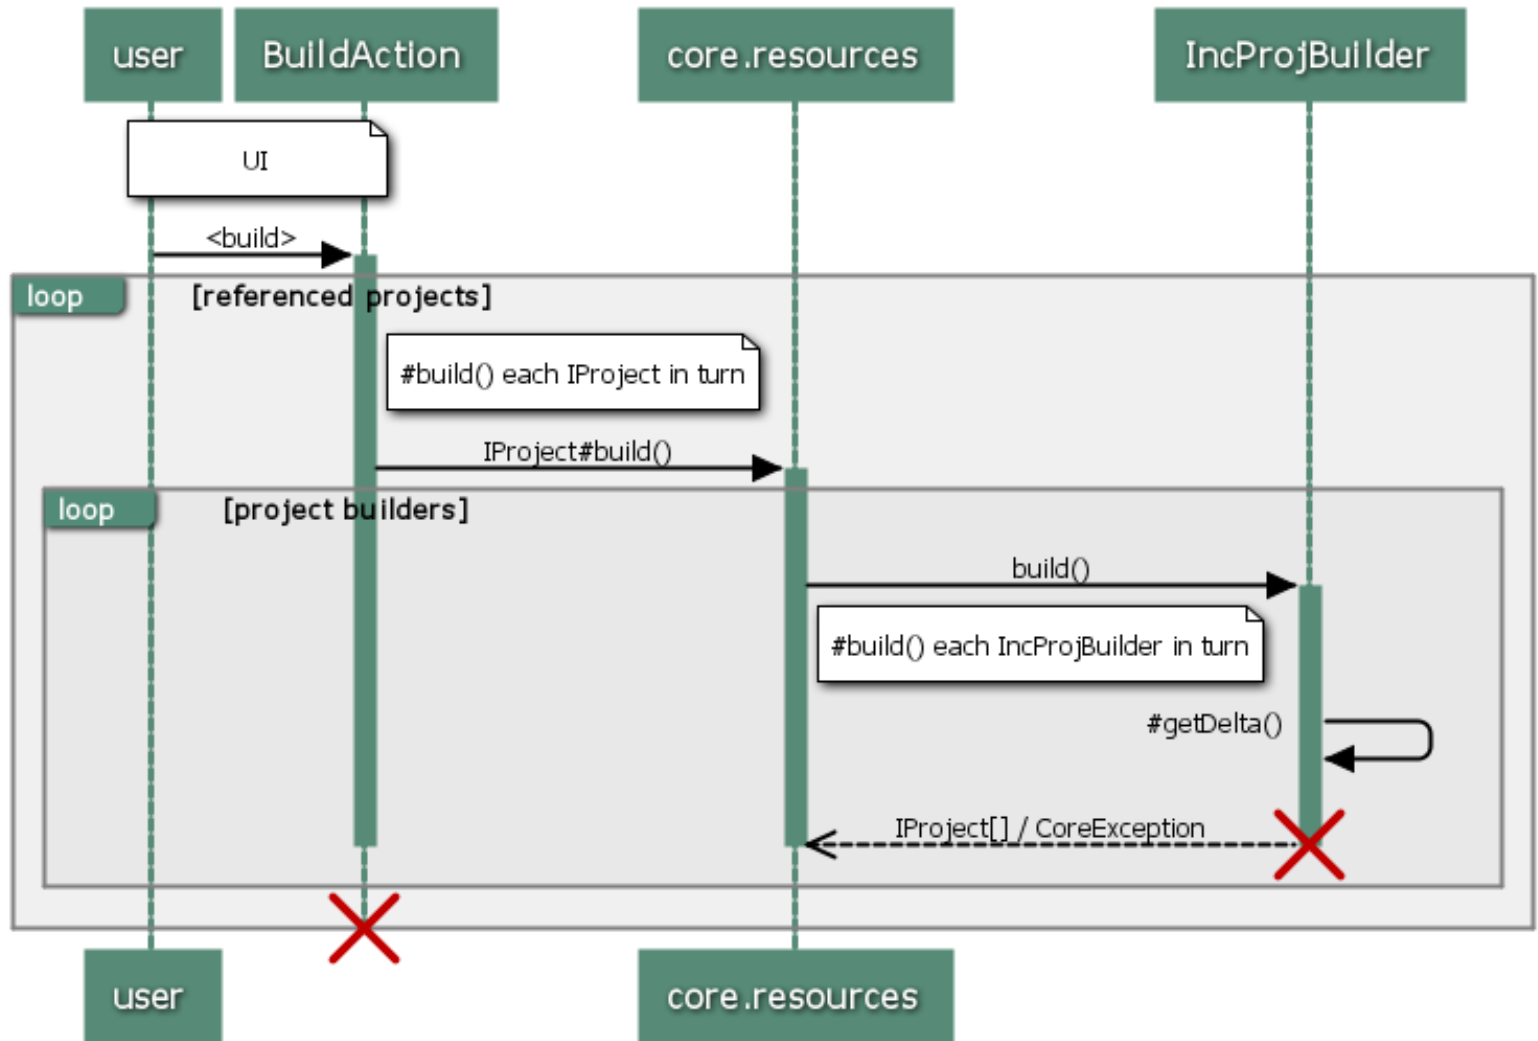 user
BuildAction
core.resources
IncProjBuilder
UI
<build>
loop
[referenced projects]
#build() each IProject in turn
IProject#build()
loop
[project builders]
build()
#build() each IncProjBuilder in turn
#getDelta()
IProject[] / CoreException
user
core.resources